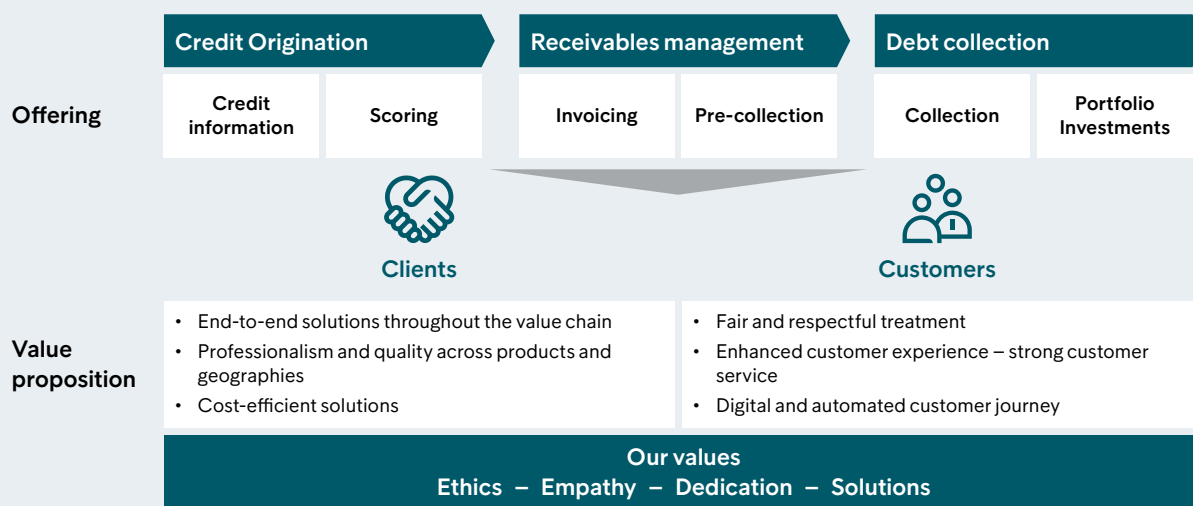 Credit Origination
Receivables management
Debt collection
Offering
Credit
information
Scoring
Invoicing
Pre-collection
Collection
Portfolio
Investments
Clients
Customers
Value
proposition
• End-to-end solutions throughout the value chain
• Professionalism and quality across products and
geographies
• Cost-efficient solutions
• Fair and respectful treatment
• Enhanced customer experience – strong customer
service
• Digital and automated customer journey
Our values
Ethics – Empathy – Dedication – Solutions